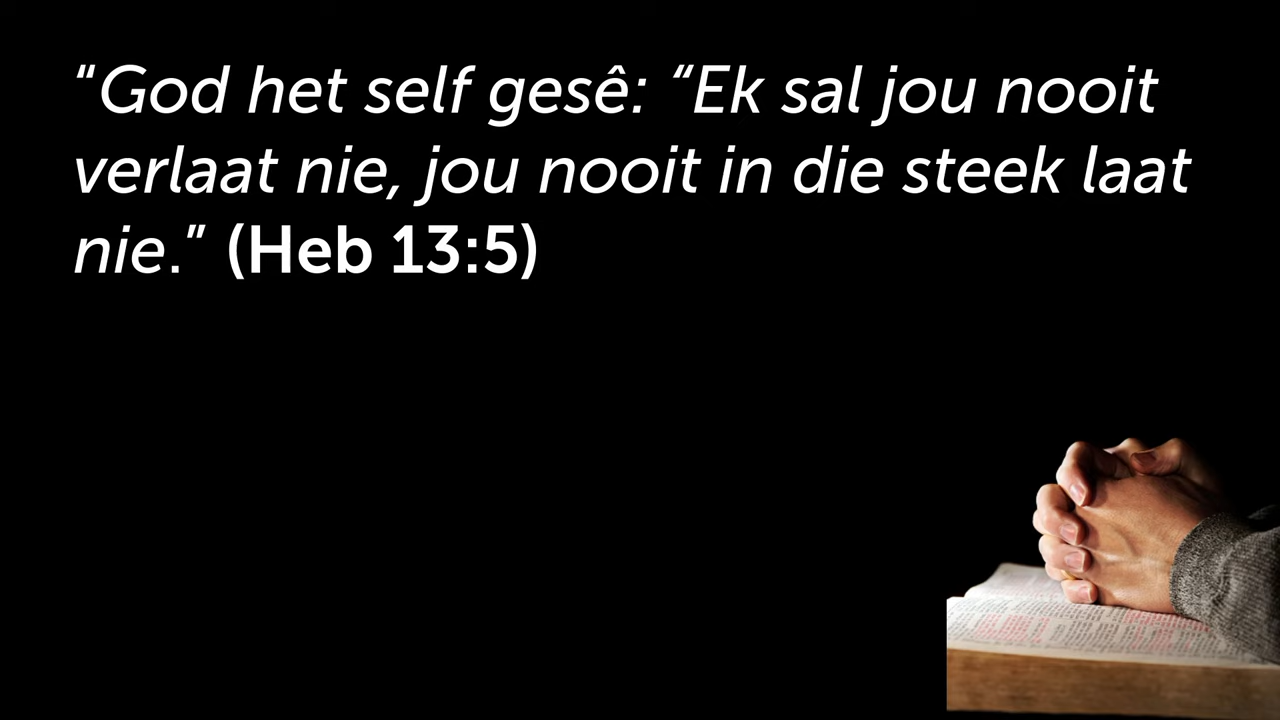 “God het self gesê: “Ek sal jou nooit
verlaat nie, jou nooit in die steek laat
nie.” (Heb 13:5)